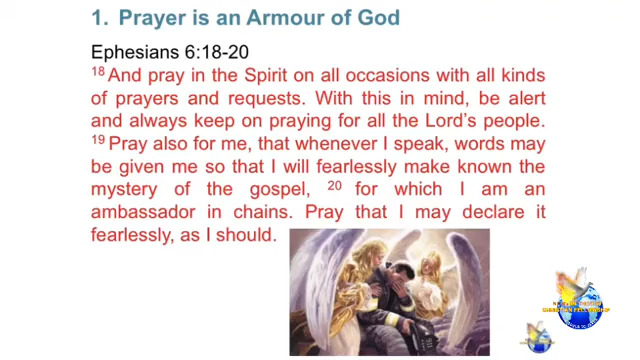 1. Prayer is an Armour of God
Ephesians 6:18-20
18 And pray in the Spirit on all occasions with all kinds
of prayers and requests. With this in mind, be alert
and always keep on praying for all the Lord's people.
19 Pray also for me, that whenever I speak, words may
be given me so that I will fearlessly make known the
mystery of the gospel, 20 for which I am an
ambassador in chains. Pray that I may declare it
fearlessly, as I should.
CHRISTIAN FELLOWSHIP